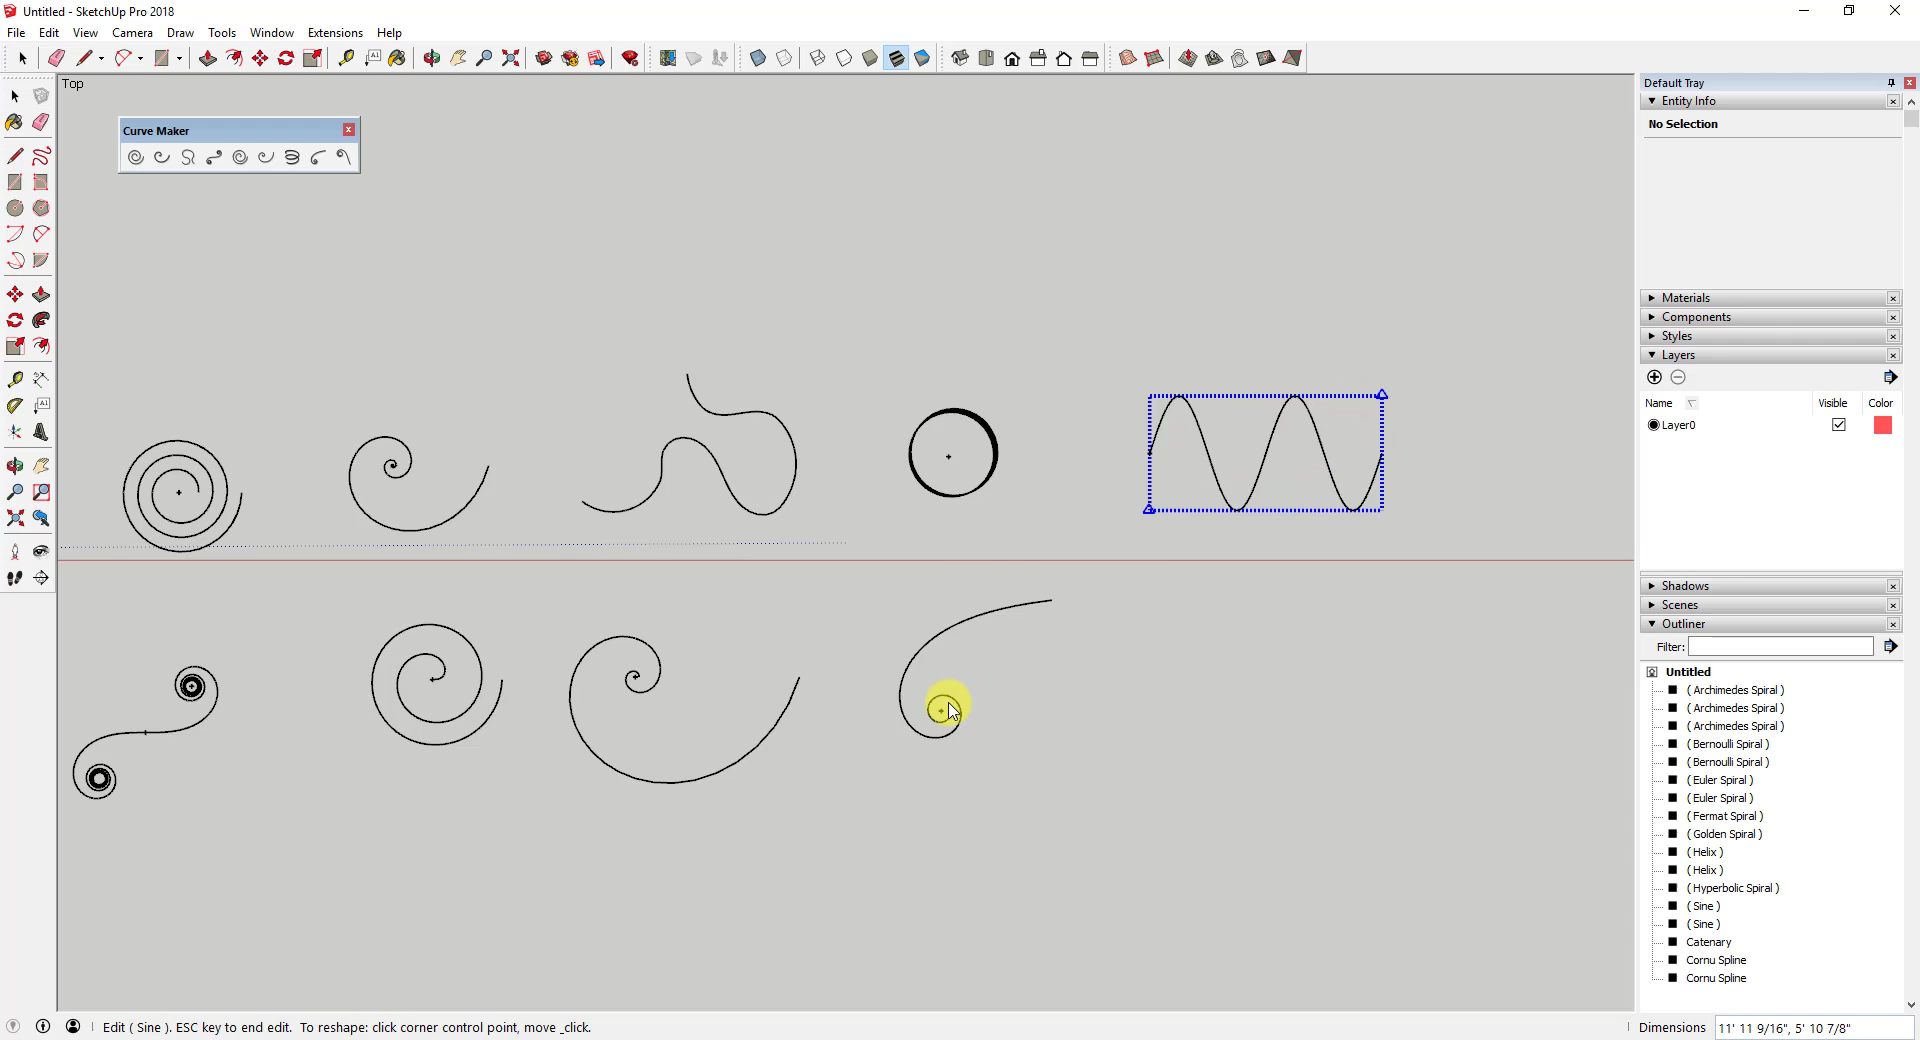 Untitled - SketchUp Pro 2018
File Edit View Camera Draw Tools Window Extensions Help
Top
Curve Maker
Default Tray
Entity Info
No Selection
Materials
Components
Styles
Layers
Name Visible Color
Layer0
Shadows
Scenes
Outliner
Filter:
Untitled
( Archimedes Spiral )
( Archimedes Spiral )
( Archimedes Spiral )
( Bernoulli Spiral )
( Bernoulli Spiral )
( Euler Spiral )
( Euler Spiral )
( Fermat Spiral )
( Golden Spiral )
( Helix )
( Helix )
( Hyperbolic Spiral )
( Sine )
( Sine )
Catenary
Cornu Spline
Cornu Spline
Edit ( Sine ). ESC key to end edit. To reshape: click corner control point, move _click.
Dimensions 11' 11 9/16", 5' 10 7/8"